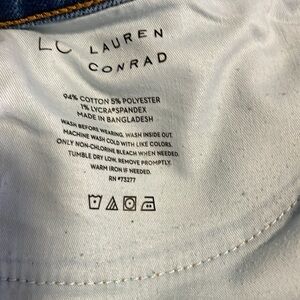 LC LAUREN
CONRAD
94% COTTON 5% POLYESTER
1% LYCRA®SPANDEX
MADE IN BANGLADESH
WASH BEFORE WEARING. WASH INSIDE OUT.
MACHINE WASH COLD WITH LIKE COLORS.
ONLY NON-CHLORINE BLEACH WHEN NEEDED.
TUMBLE DRY LOW. REMOVE PROMPTLY.
WARM IRON IF NEEDED.
RN #73277